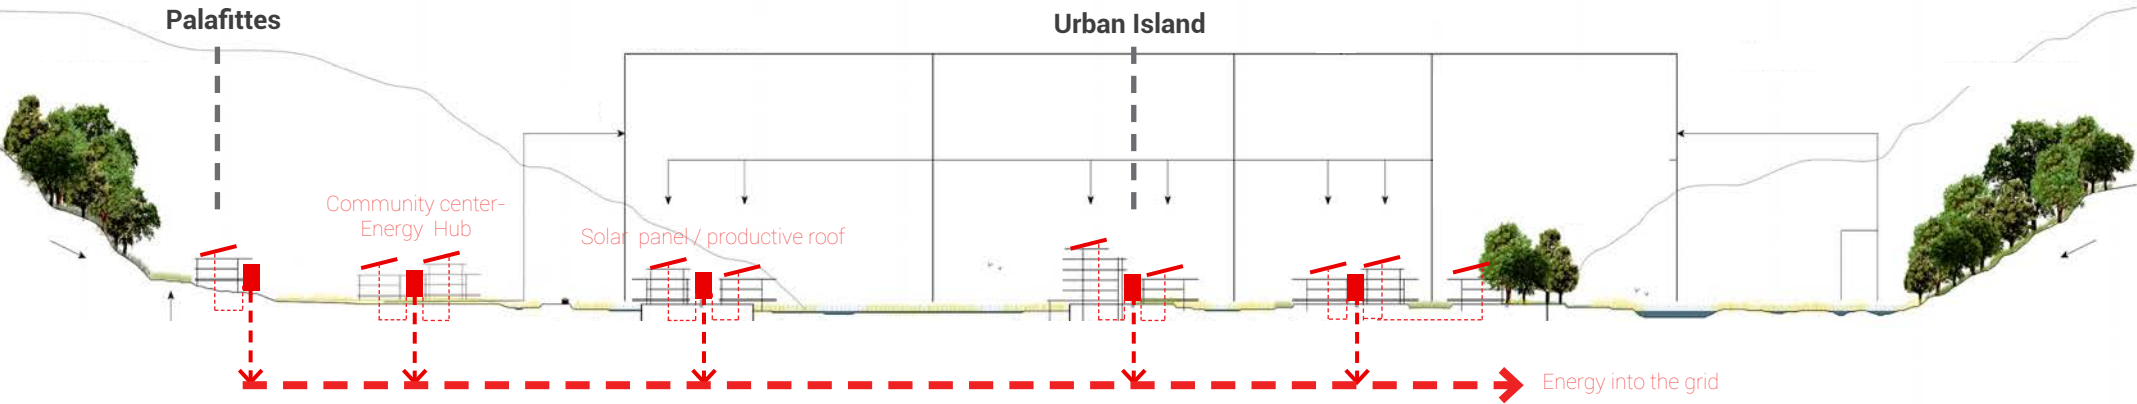 Palafittes
Urban Island
Community center-
Energy Hub
Solar panel / productive roof
Energy into the grid